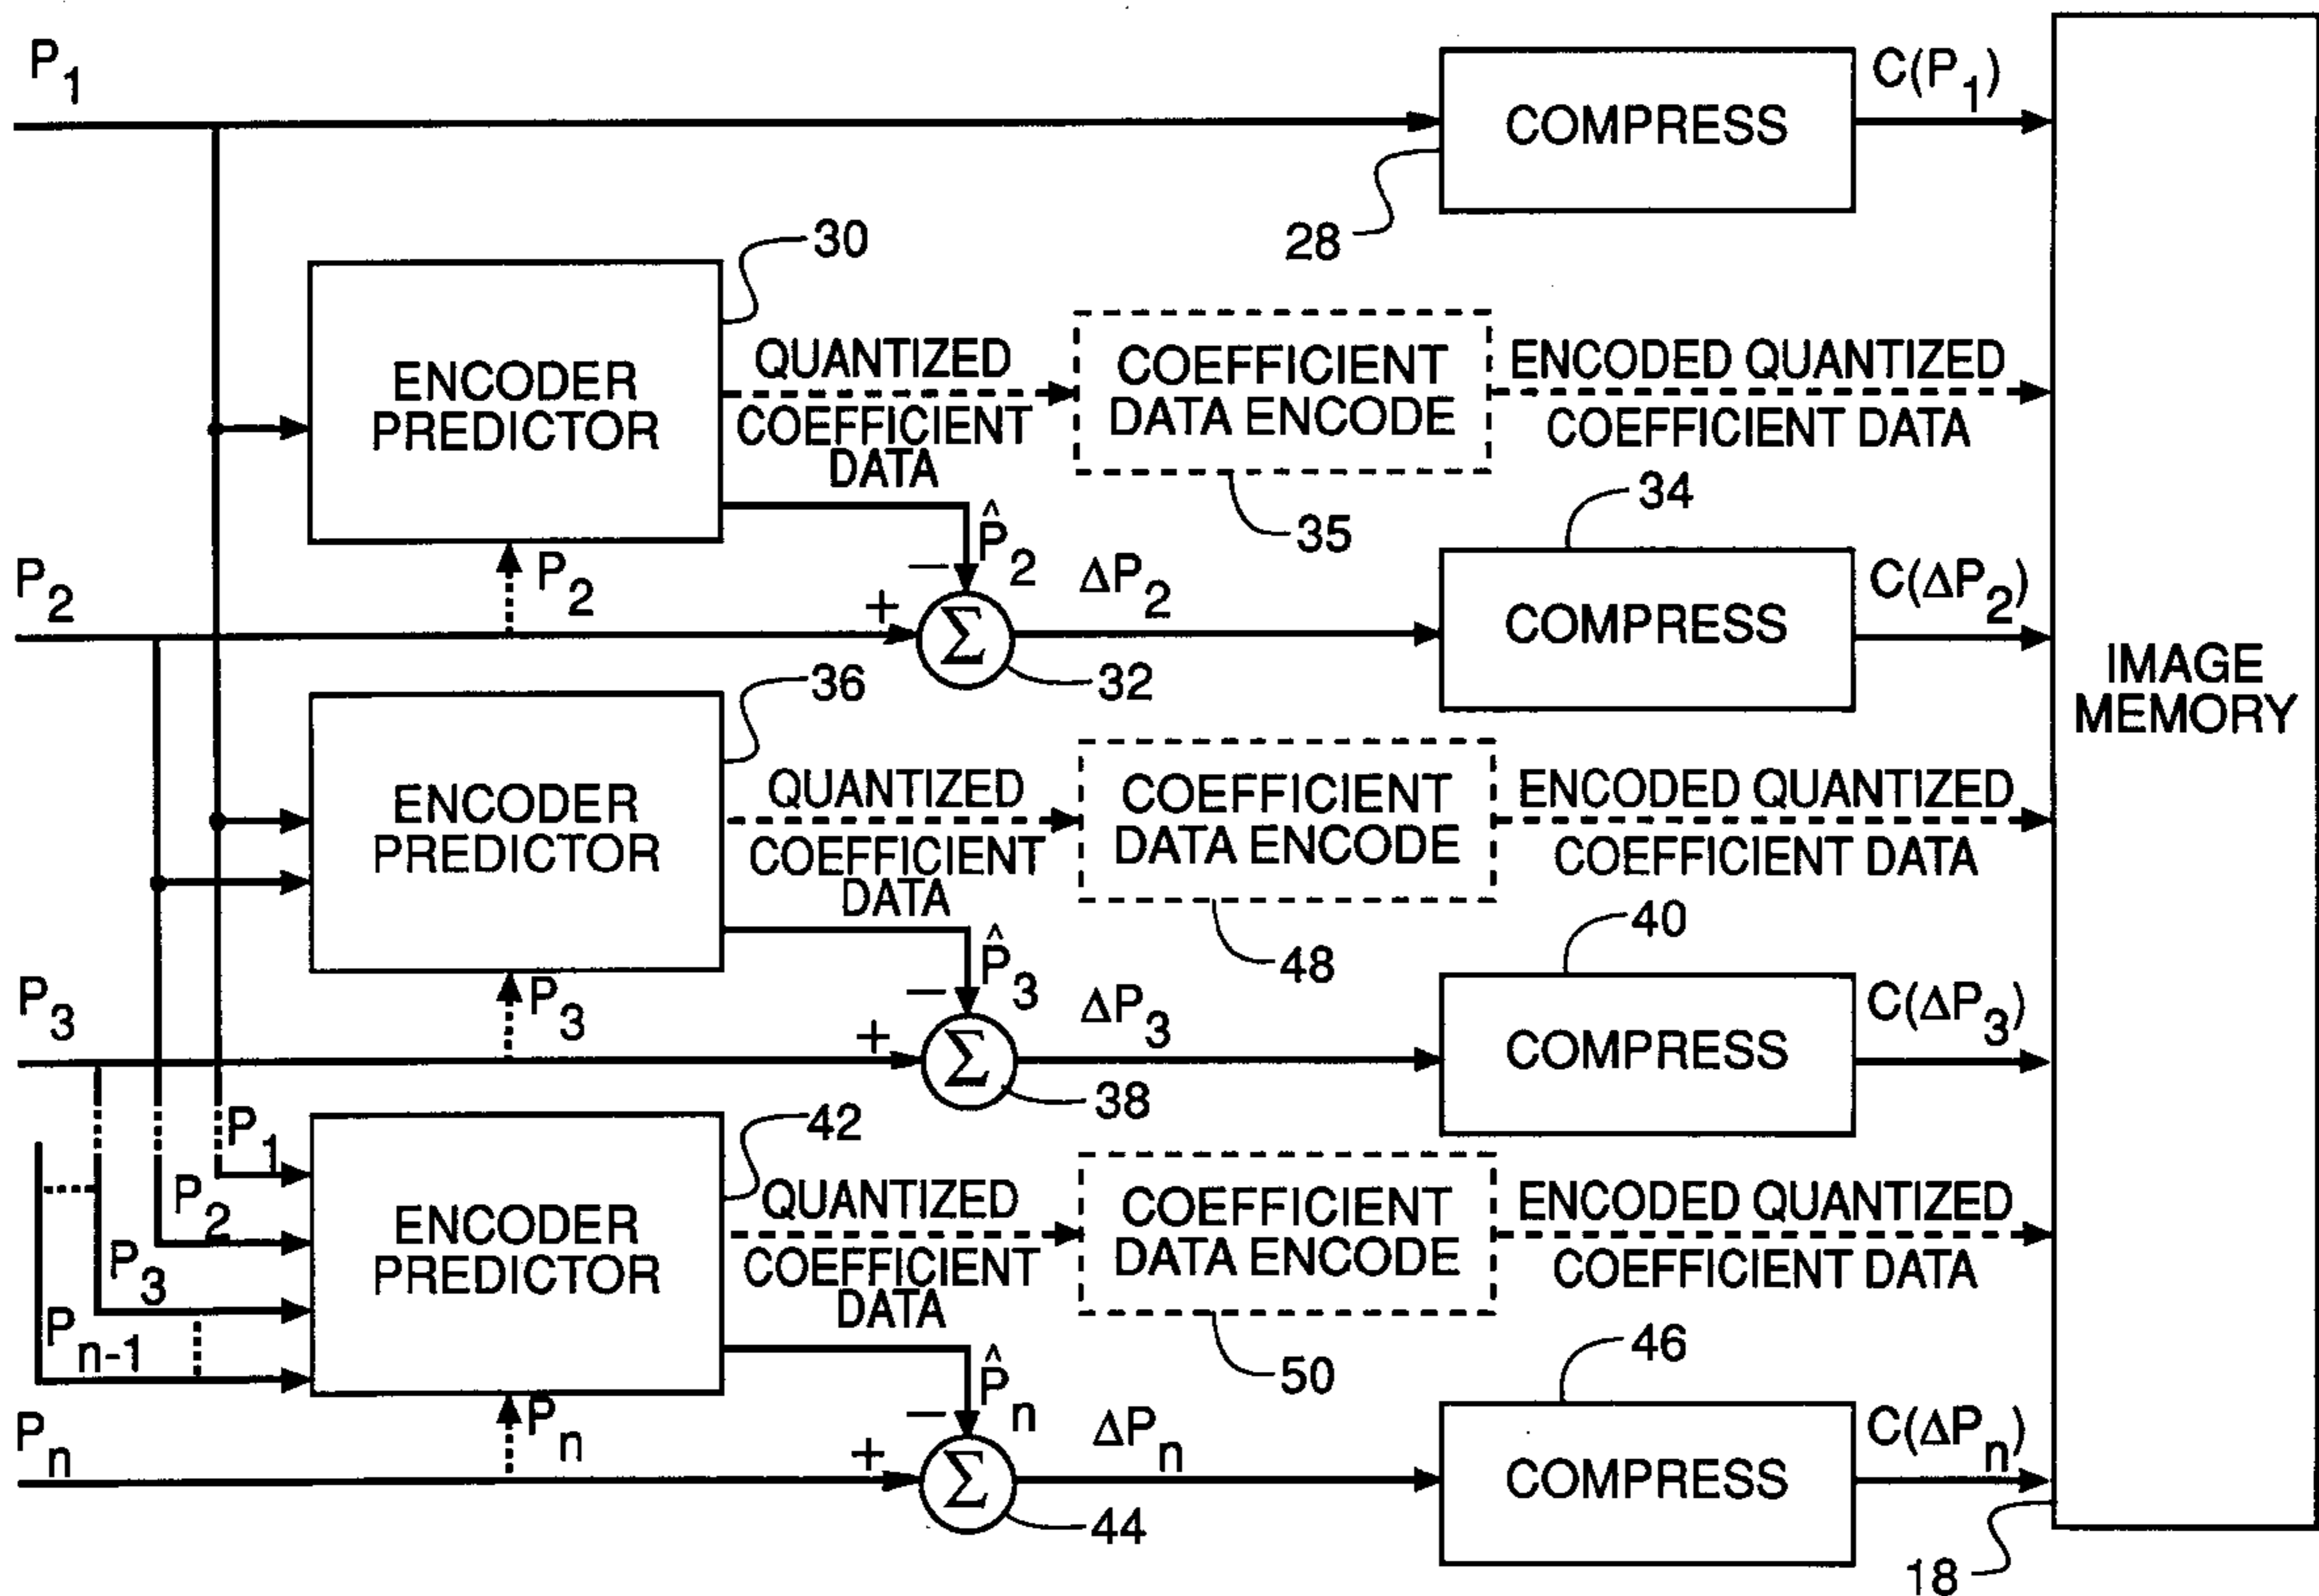 P1
COMPRESS
C(P1)
28
30
ENCODER
PREDICTOR
QUANTIZED
COEFFICIENT
DATA
COEFFICIENT
DATA ENCODE
ENCODED QUANTIZED
COEFFICIENT DATA
35
34
P2
P2
P̂2
−
+
Σ
32
ΔP2
COMPRESS
C(ΔP2)
IMAGE
MEMORY
36
ENCODER
PREDICTOR
QUANTIZED
COEFFICIENT
DATA
COEFFICIENT
DATA ENCODE
ENCODED QUANTIZED
COEFFICIENT DATA
48
40
P3
P3
P̂3
−
+
Σ
38
ΔP3
COMPRESS
C(ΔP3)
P1
P2
P3
Pn-1
42
ENCODER
PREDICTOR
QUANTIZED
COEFFICIENT
DATA
COEFFICIENT
DATA ENCODE
ENCODED QUANTIZED
COEFFICIENT DATA
50
46
Pn
Pn
P̂n
−
+
Σ
44
ΔPn
COMPRESS
C(ΔPn)
18